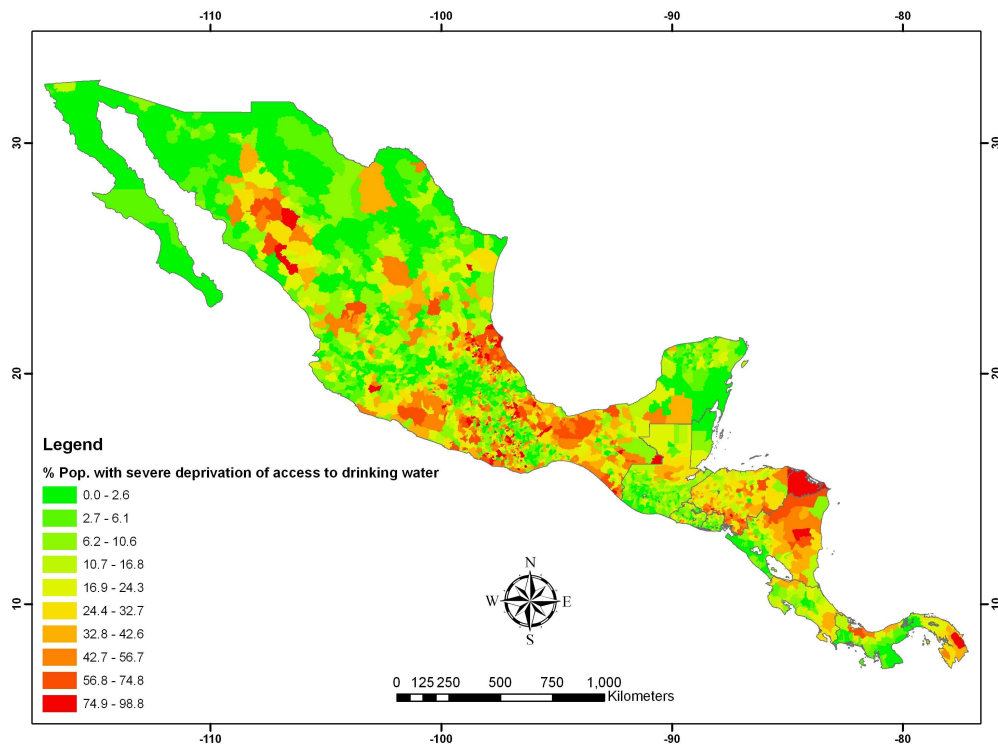 -110 -100 -90 -80
30 30
20 20
Legend
% Pop. with severe deprivation of access to drinking water
0.0 - 2.6
2.7 - 6.1
6.2 - 10.6
10.7 - 16.8
16.9 - 24.3
24.4 - 32.7
32.8 - 42.6
42.7 - 56.7
56.8 - 74.8
74.9 - 98.8
N
W E
S
10 10
0 125 250 500 750 1,000
Kilometers
-110 -100 -90 -80